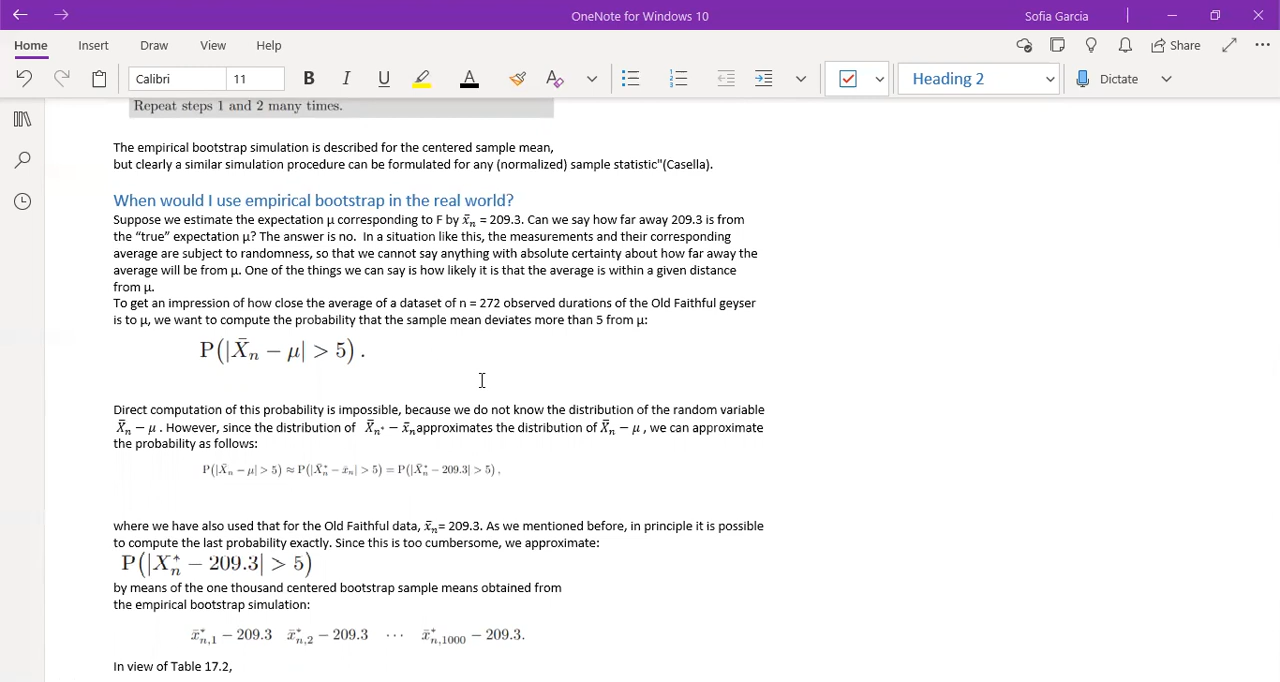 OneNote for Windows 10
Sofia Garcia
Home Insert Draw View Help
Share
Calibri 11 B I U A Heading 2 Dictate
Repeat steps 1 and 2 many times.
The empirical bootstrap simulation is described for the centered sample mean,
but clearly a similar simulation procedure can be formulated for any (normalized) sample statistic"(Casella).
When would I use empirical bootstrap in the real world?
Suppose we estimate the expectation μ corresponding to F by x̄ₙ = 209.3. Can we say how far away 209.3 is from
the “true” expectation μ? The answer is no. In a situation like this, the measurements and their corresponding
average are subject to randomness, so that we cannot say anything with absolute certainty about how far away the
average will be from μ. One of the things we can say is how likely it is that the average is within a given distance
from μ.
To get an impression of how close the average of a dataset of n = 272 observed durations of the Old Faithful geyser
is to μ, we want to compute the probability that the sample mean deviates more than 5 from μ:
P(|X̄ₙ − μ| > 5) .
Direct computation of this probability is impossible, because we do not know the distribution of the random variable
X̄ₙ − μ . However, since the distribution of X̄ₙ* − x̄ₙ approximates the distribution of X̄ₙ − μ , we can approximate
the probability as follows:
P(|X̄ₙ − μ| > 5) ≈ P(|X̄ₙ* − x̄ₙ| > 5) = P(|X̄ₙ* − 209.3| > 5) ,
where we have also used that for the Old Faithful data, x̄ₙ= 209.3. As we mentioned before, in principle it is possible
to compute the last probability exactly. Since this is too cumbersome, we approximate:
P(|X̄ₙ* − 209.3| > 5)
by means of the one thousand centered bootstrap sample means obtained from
the empirical bootstrap simulation:
x̄*n,1 − 209.3 x̄*n,2 − 209.3 ··· x̄*n,1000 − 209.3.
In view of Table 17.2,